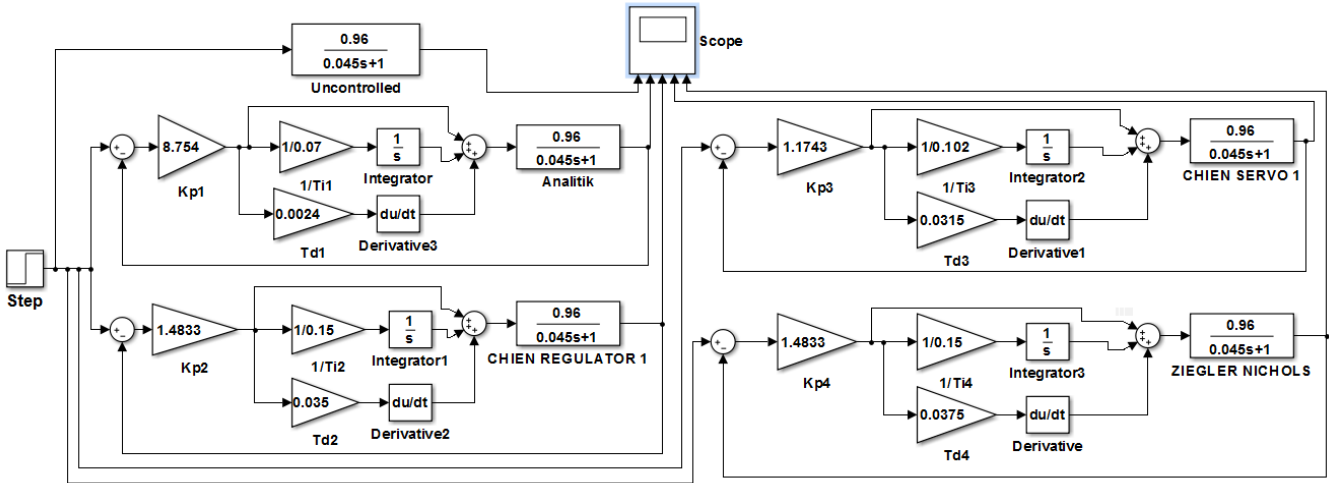 Scope
0.96
0.045s+1
Uncontrolled
8.754
Kp1
1/0.07
1/Ti1
1
s
Integrator
0.0024
Td1
du/dt
Derivative3
0.96
0.045s+1
Analitik
Step
1.4833
Kp2
1/0.15
1/Ti2
1
s
Integrator1
0.035
Td2
du/dt
Derivative2
0.96
0.045s+1
CHIEN REGULATOR 1
1.1743
Kp3
1/0.102
1/Ti3
1
s
Integrator2
0.0315
Td3
du/dt
Derivative1
0.96
0.045s+1
CHIEN SERVO 1
1.4833
Kp4
1/0.15
1/Ti4
1
s
Integrator3
0.0375
Td4
du/dt
Derivative
0.96
0.045s+1
ZIEGLER NICHOLS